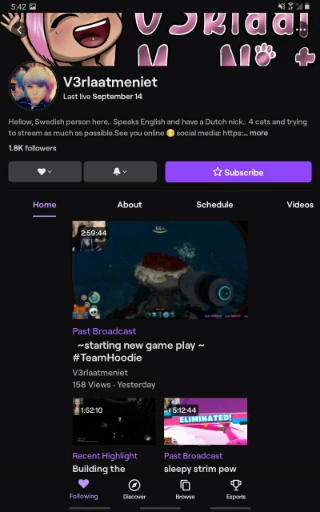 5:42
V3rlaat
V3rlaatmeniet
Last live September 14
Hellow, Swedish person here.. Speaks English and have a Dutch nick.. 4 cats and trying
to stream as much as possible.See you online 😊 social media: https:... more
1.8K followers
Subscribe
Home About Schedule Videos
2:59:44
Past Broadcast
~starting new game play ~
#TeamHoodie
V3rlaatmeniet
158 Views · Yesterday
1:52:10
5:12:44
ELIMINATED!
Recent Highlight
Past Broadcast
Building the
sleepy strim pew
Following Discover Browse Esports